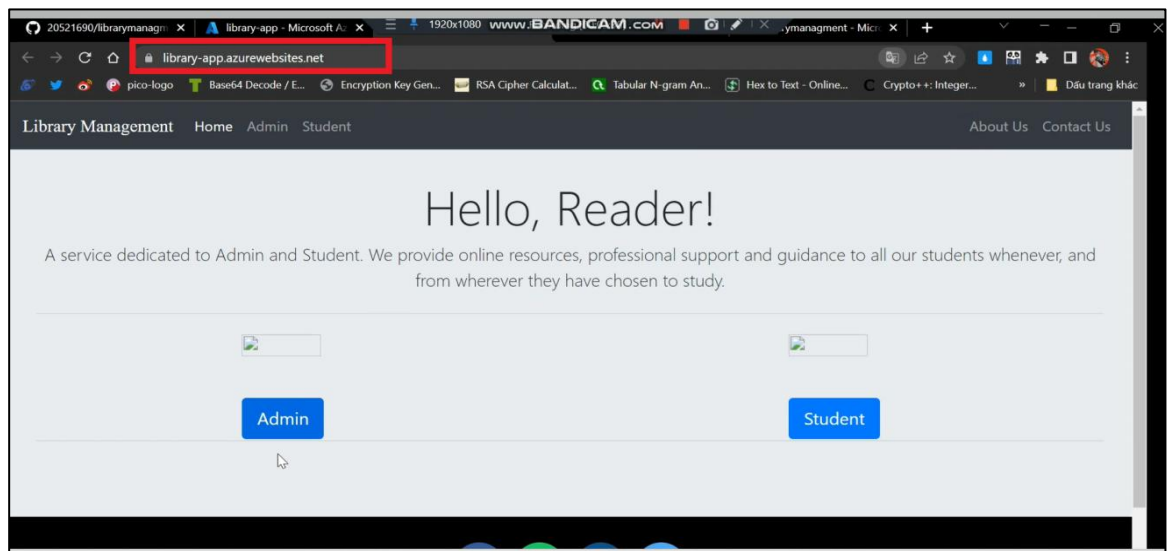 20521690/librarymanagm
library-app - Microsoft Az
1920x1080
www.BANDICAM.com
ymanagment - Micr
library-app.azurewebsites.net
pico-logo
Base64 Decode / E...
Encryption Key Gen...
RSA Cipher Calculat...
Tabular N-gram An...
Hex to Text - Online...
Crypto++: Integer...
»
Dấu trang khác
Library Management Home Admin Student About Us Contact Us
Hello, Reader!
A service dedicated to Admin and Student. We provide online resources, professional support and guidance to all our students whenever, and
from wherever they have chosen to study.
Admin
Student